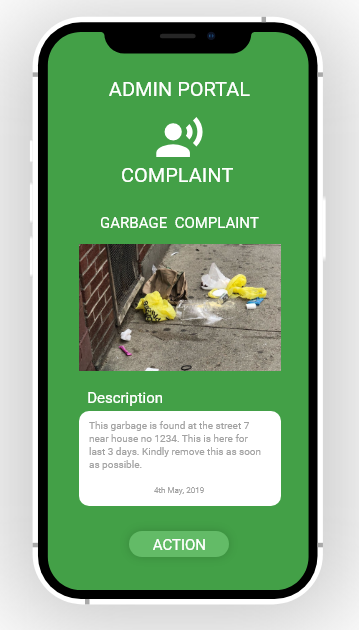 ADMIN PORTAL
COMPLAINT
GARBAGE COMPLAINT
Description
This garbage is found at the street 7
near house no 1234. This is here for
last 3 days. Kindly remove this as soon
as possible.
4th May, 2019
ACTION